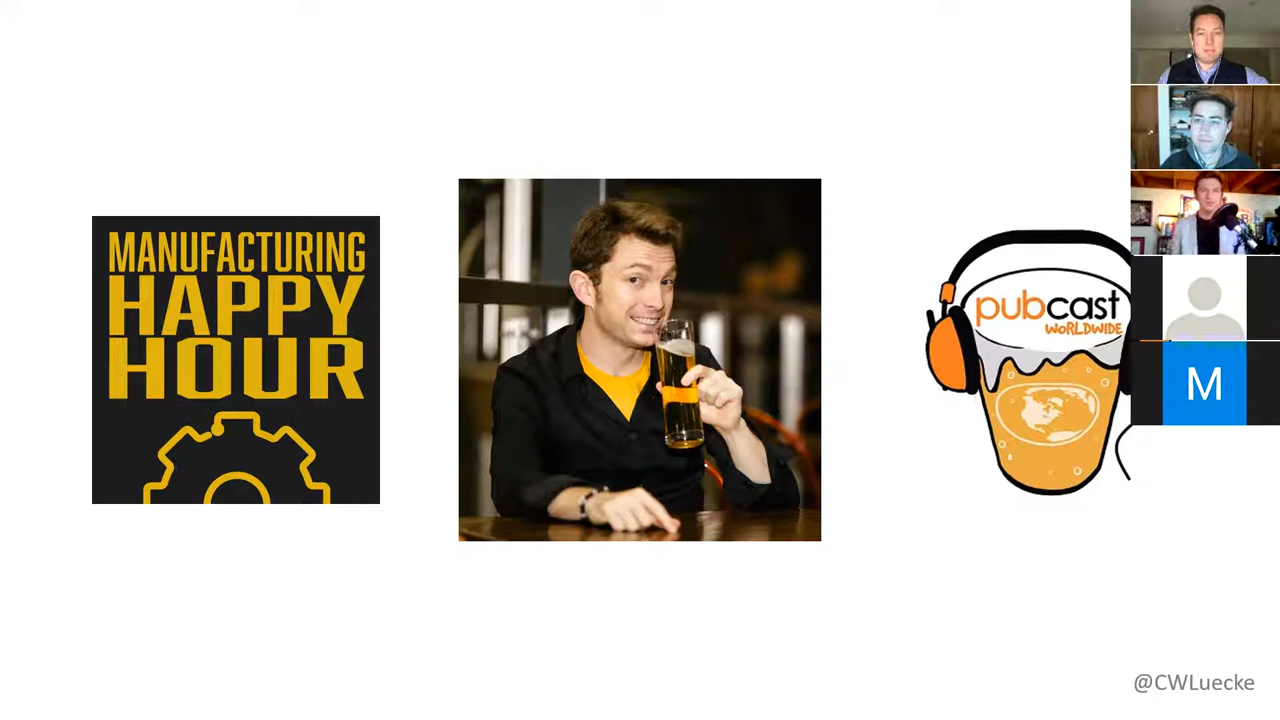 MANUFACTURING
HAPPY
HOUR
pubcast
WORLDWIDE
M
@CWLuecke